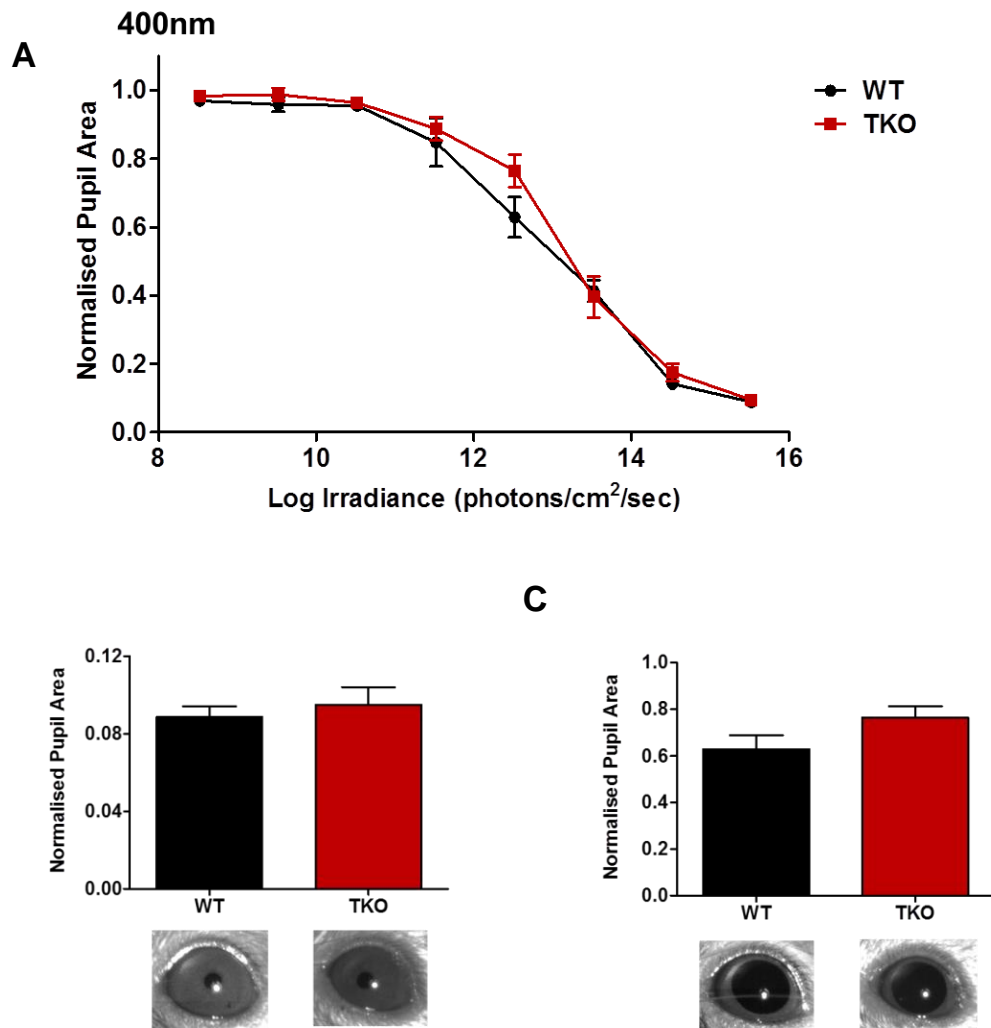 400nm
A
Normalised Pupil Area
1.0
0.8
0.6
0.4
0.2
0.0
8 10 12 14 16
Log Irradiance (photons/cm²/sec)
WT
TKO
C
Normalised Pupil Area
0.12
0.08
0.04
0.00
WT TKO
Normalised Pupil Area
1.0
0.8
0.6
0.4
0.2
0.0
WT TKO